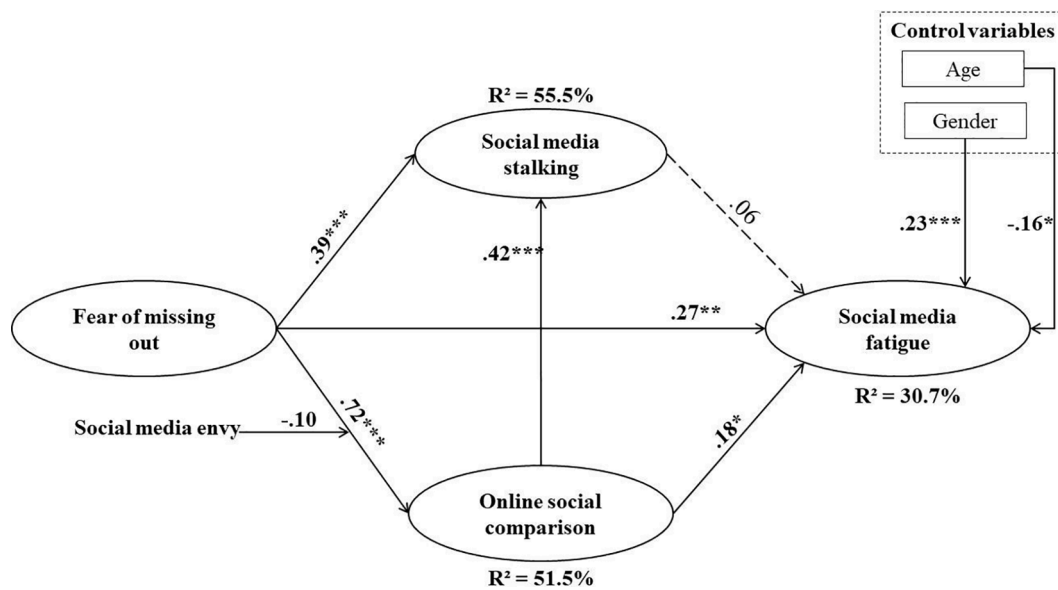 Control variables
Age
Gender
R² = 55.5%
Social media
stalking
.39***
.42***
.06
.23***
-.16*
Fear of missing
out
.27**
Social media
fatigue
R² = 30.7%
Social media envy
-.10
.72***
.18*
Online social
comparison
R² = 51.5%